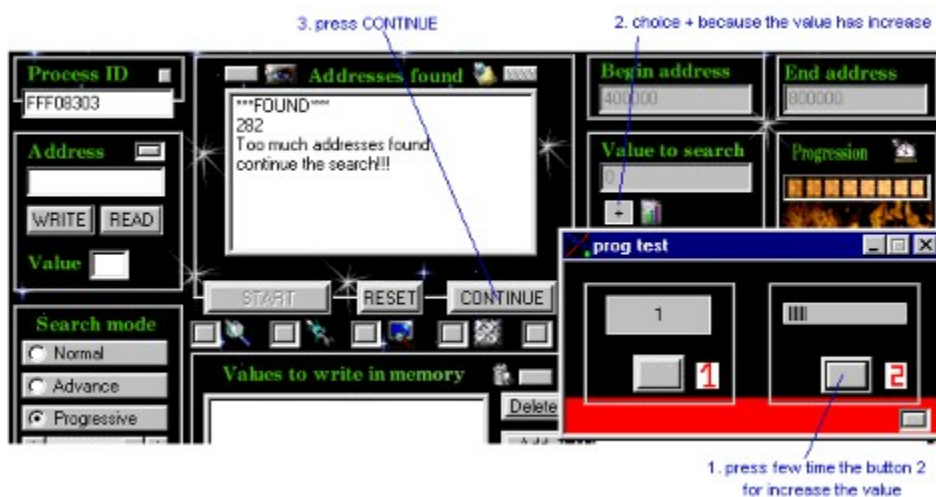 3. press CONTINUE
2. choice + because the value has increase
Process ID
FFF08303
Addresses found
***FOUND***
282
Too much addresses found
continue the search!!!
Begin address
400000
End address
800000
Address
WRITE
READ
Value
Value to search
0
+
Progression
START
RESET
CONTINUE
prog test
1
1
2
Search mode
Normal
Advance
Progressive
Values to write in memory
Delete
1. press few time the button 2
for increase the value